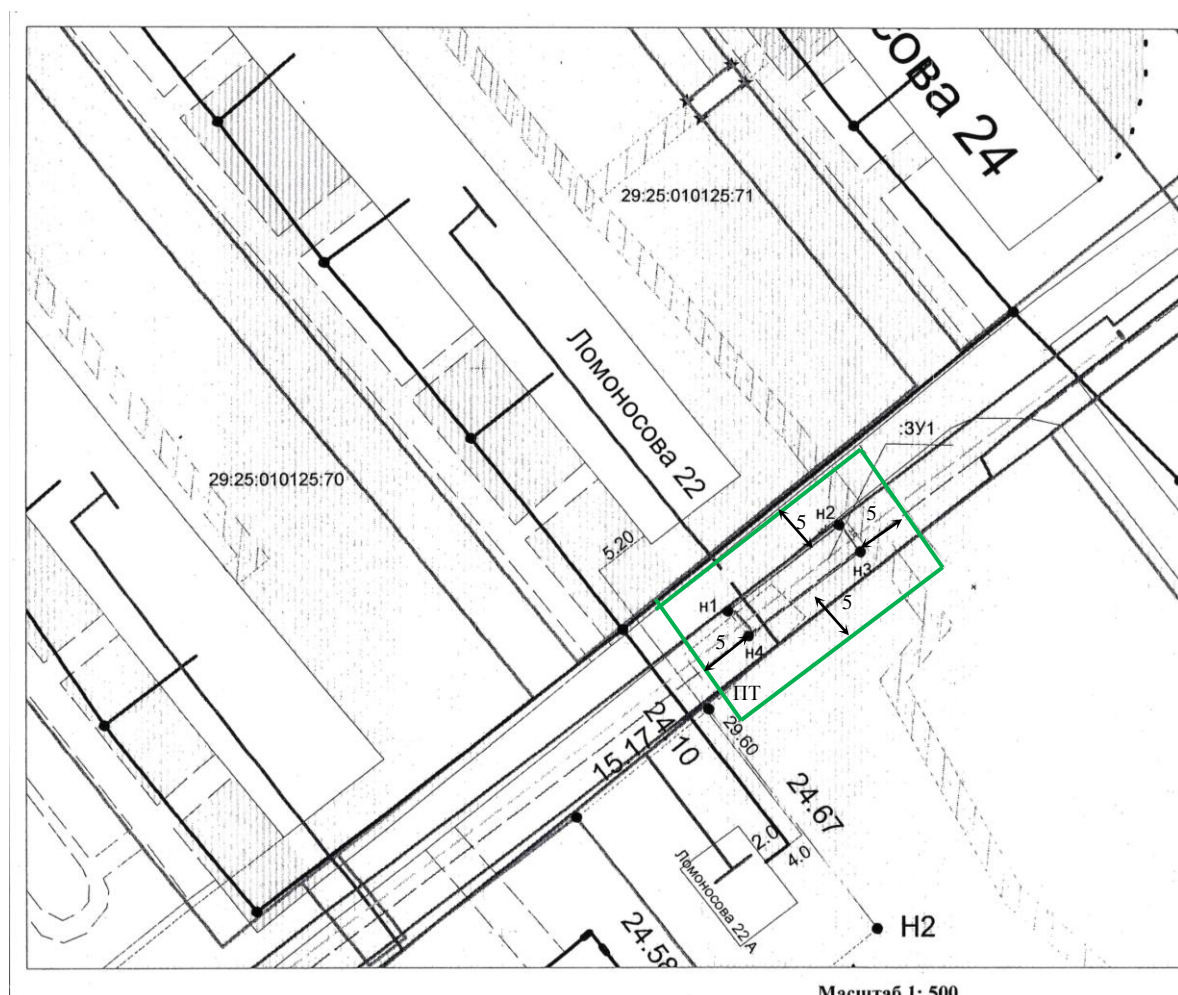 сова 24
29:25:010125:71
Ломоносова 22
:ЗУ1
29:25:010125:70
н2
5
5
н3
5.20
н1
5
5
н4
ПТ
29.60
24.10
15.17
24.67
2.0
4.0
Ломоносова 22А
24.58
Н2
Масштаб 1: 500